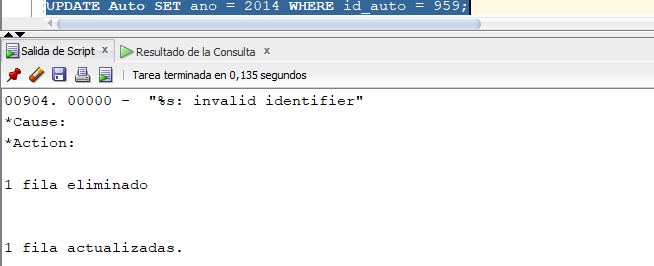 UPDATE Auto SET ano = 2014 WHERE id_auto = 959;
Salida de Script x Resultado de la Consulta x
Tarea terminada en 0,135 segundos
00904. 00000 -  "%s: invalid identifier"
*Cause:
*Action:
1 fila eliminado
1 fila actualizadas.